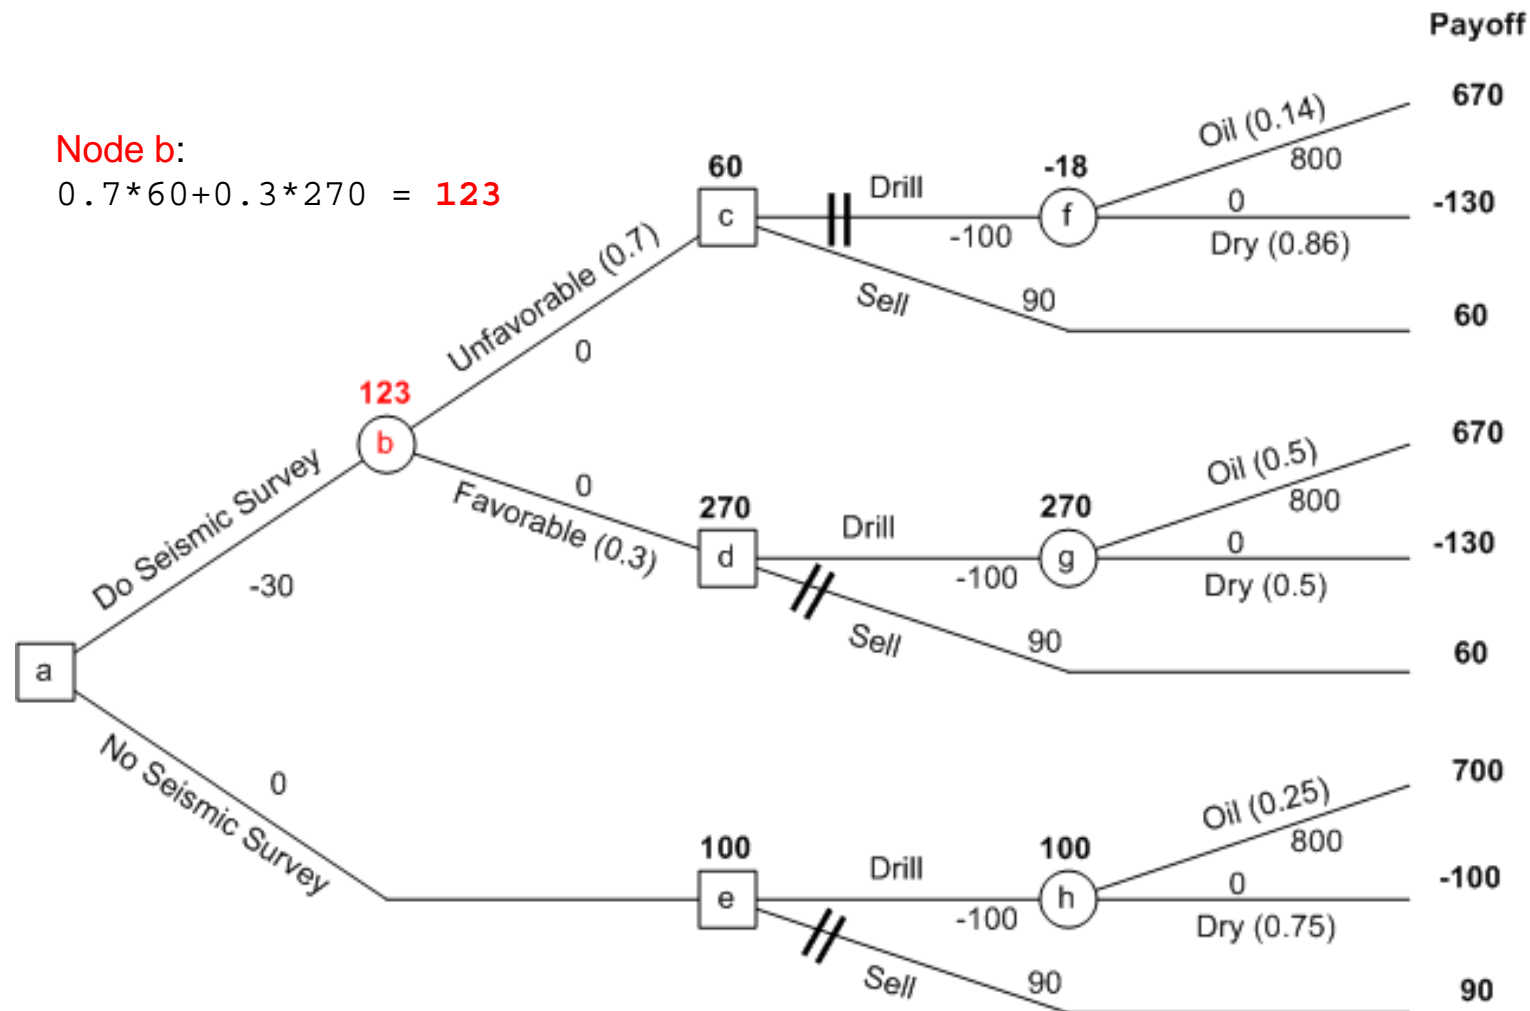 Payoff
670
Oil (0.14)
800
Node b:
0.7*60+0.3*270 = 123
60
Drill
-18
c
f
0
-130
-100
Dry (0.86)
Unfavorable (0.7)
Sell
90
60
0
123
b
670
Oil (0.5)
800
Do Seismic Survey
0
Favorable (0.3)
270
Drill
270
d
g
0
-130
-100
Dry (0.5)
-30
Sell
90
60
a
No Seismic Survey
0
700
Oil (0.25)
800
100
Drill
100
e
h
0
-100
-100
Dry (0.75)
Sell
90
90